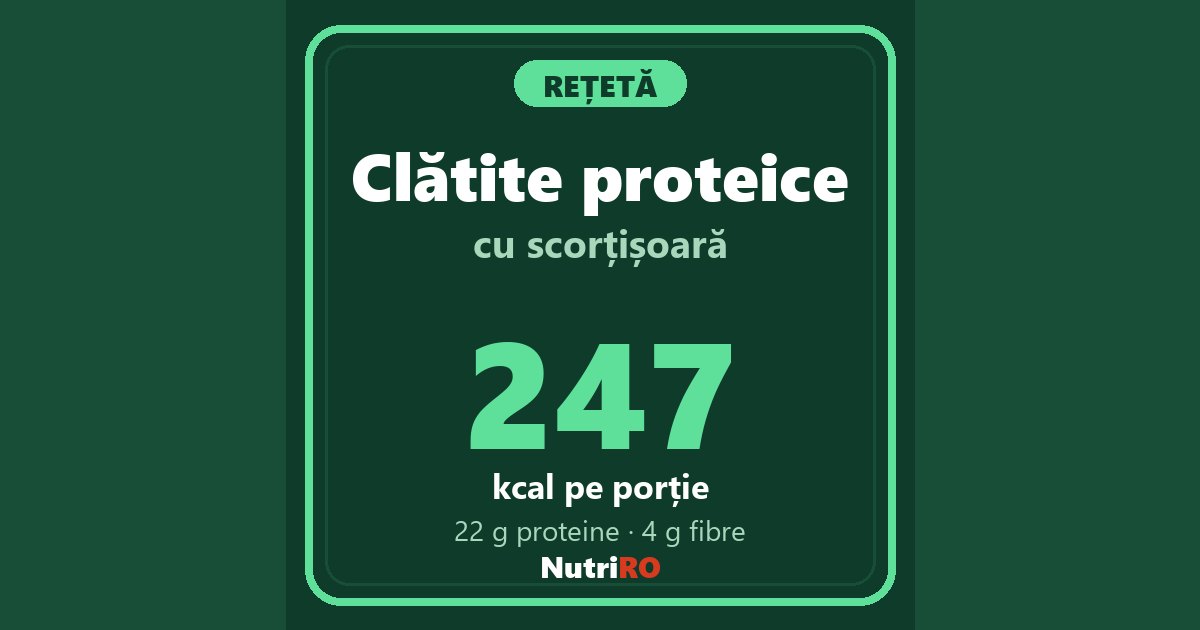 REȚETĂ
Clătite proteice
cu scorțișoară
247
kcal pe porție
22 g proteine · 4 g fibre
NutriRO